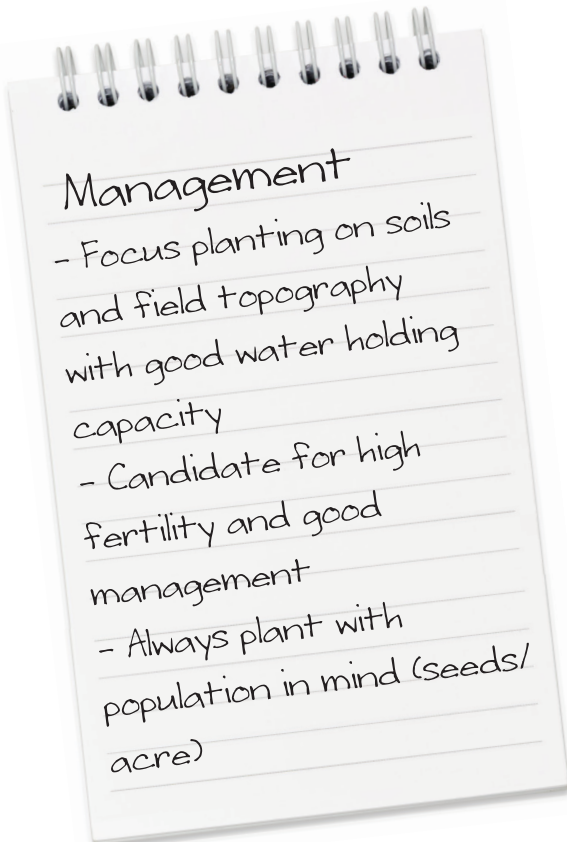 Management
- Focus planting on soils
and field topography
with good water holding
capacity
- Candidate for high
fertility and good
management
- Always plant with
population in mind (seeds/
acre)